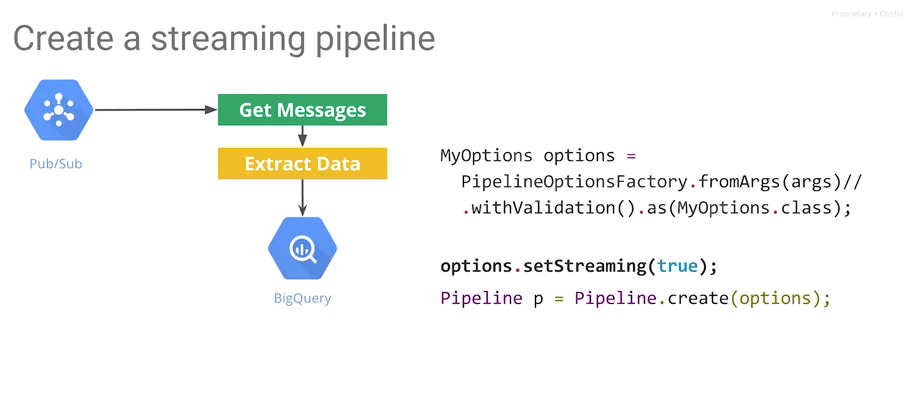 Proprietary + Confid
Create a streaming pipeline
Get Messages
Pub/Sub
Extract Data
BigQuery
MyOptions options =
PipelineOptionsFactory.fromArgs(args)//
.withValidation().as(MyOptions.class);
options.setStreaming(true);
Pipeline p = Pipeline.create(options);